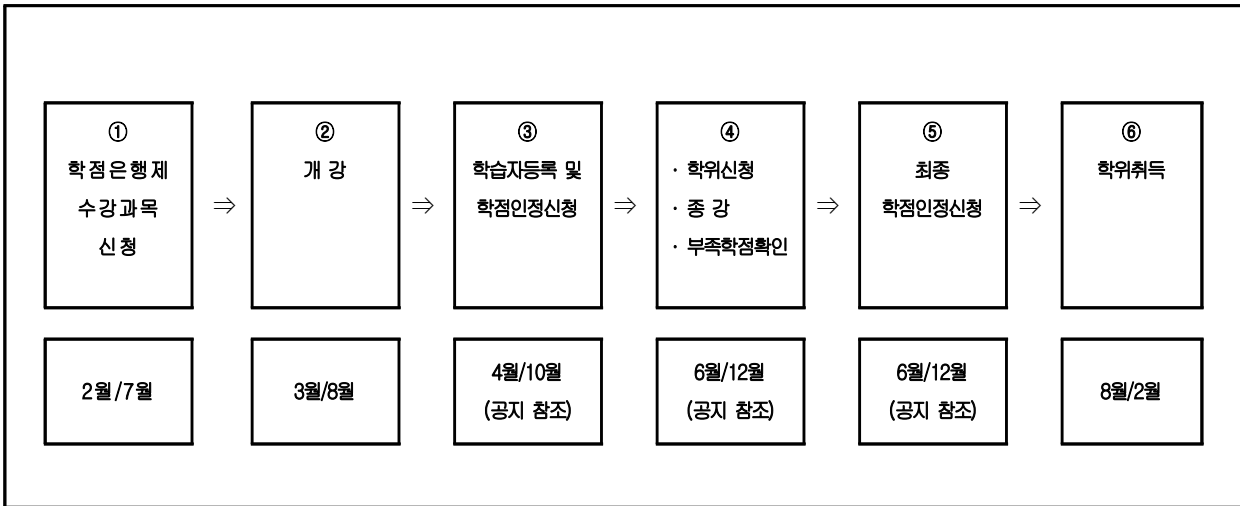 ①
학점은행제
수강과목
신청
⇒
②
개 강
⇒
③
학습자등록 및
학점인정신청
⇒
④
· 학위신청
· 종 강
· 부족학점확인
⇒
⑤
최종
학점인정신청
⇒
⑥
학위취득
2월/7월
3월/8월
4월/10월
(공지 참조)
6월/12월
(공지 참조)
6월/12월
(공지 참조)
8월/2월